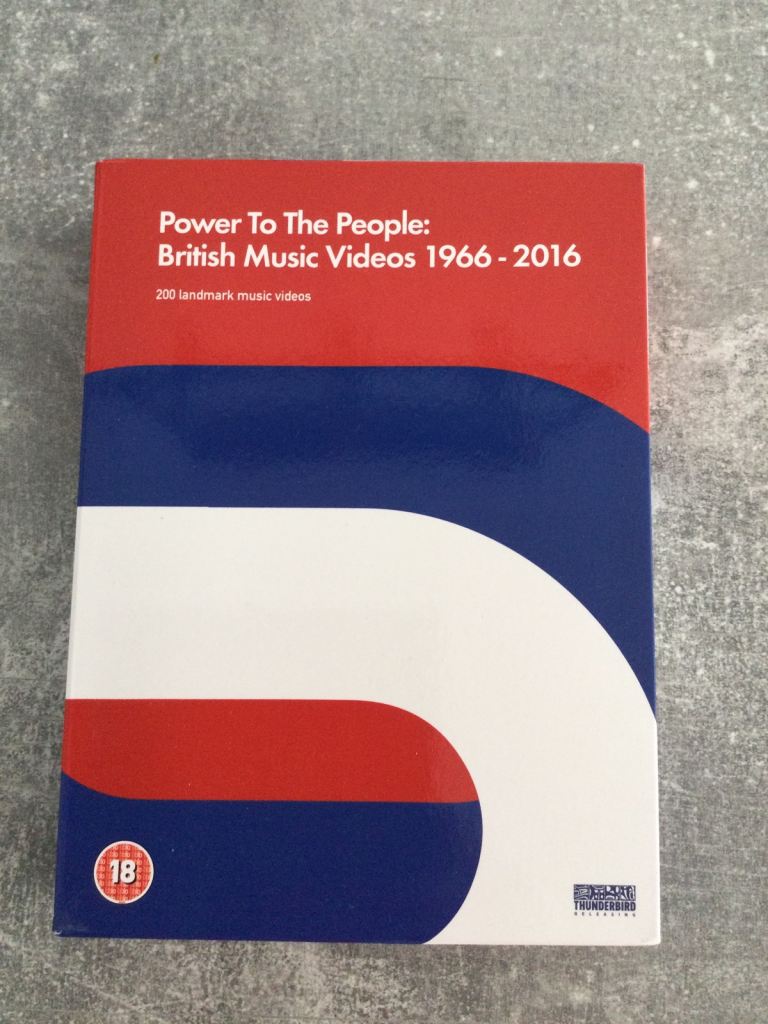 Power To The People:
British Music Videos 1966 - 2016
200 landmark music videos
18
THUNDERBIRD
RELEASING